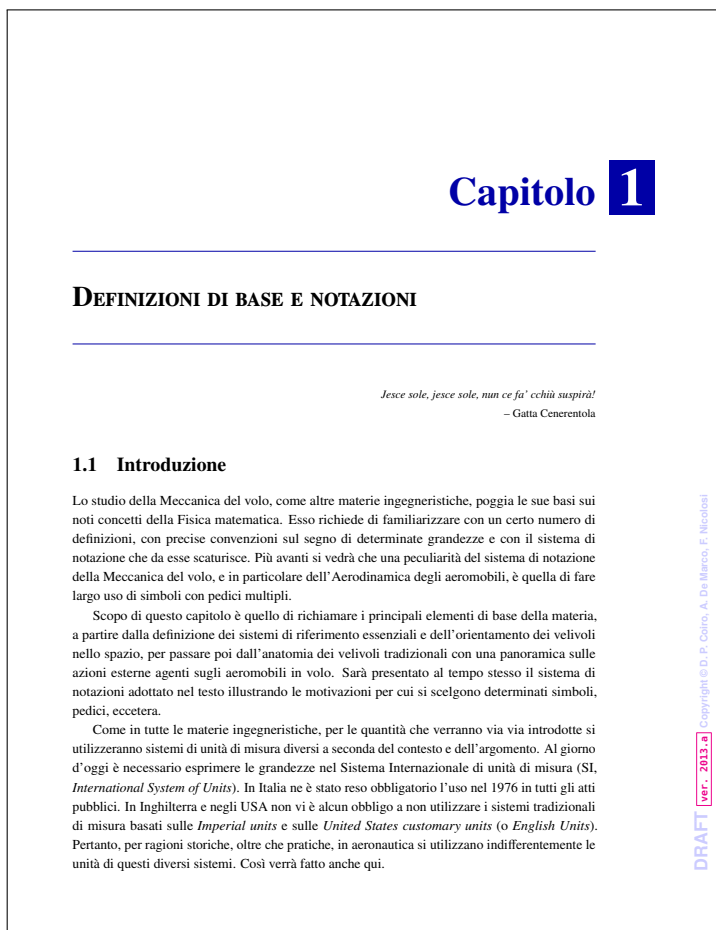 Capitolo 1
DEFINIZIONI DI BASE E NOTAZIONI
Jesce sole, jesce sole, nun ce fa' cchiù suspirà!
– Gatta Cenerentola
1.1 Introduzione
Lo studio della Meccanica del volo, come altre materie ingegneristiche, poggia le sue basi sui
noti concetti della Fisica matematica. Esso richiede di familiarizzare con un certo numero di
definizioni, con precise convenzioni sul segno di determinate grandezze e con il sistema di
notazione che da esse scaturisce. Più avanti si vedrà che una peculiarità del sistema di notazione
della Meccanica del volo, e in particolare dell'Aerodinamica degli aeromobili, è quella di fare
largo uso di simboli con pedici multipli.
Scopo di questo capitolo è quello di richiamare i principali elementi di base della materia,
a partire dalla definizione dei sistemi di riferimento essenziali e dell'orientamento dei velivoli
nello spazio, per passare poi dall'anatomia dei velivoli tradizionali con una panoramica sulle
azioni esterne agenti sugli aeromobili in volo. Sarà presentato al tempo stesso il sistema di
notazioni adottato nel testo illustrando le motivazioni per cui si scelgono determinati simboli,
pedici, eccetera.
Come in tutte le materie ingegneristiche, per le quantità che verranno via via introdotte si
utilizzeranno sistemi di unità di misura diversi a seconda del contesto e dell'argomento. Al giorno
d'oggi è necessario esprimere le grandezze nel Sistema Internazionale di unità di misura (SI,
International System of Units). In Italia ne è stato reso obbligatorio l'uso nel 1976 in tutti gli atti
pubblici. In Inghilterra e negli USA non vi è alcun obbligo a non utilizzare i sistemi tradizionali
di misura basati sulle Imperial units e sulle United States customary units (o English Units).
Pertanto, per ragioni storiche, oltre che pratiche, in aeronautica si utilizzano indifferentemente le
unità di questi diversi sistemi. Così verrà fatto anche qui.
DRAFT ver. 2013.a Copyright © D. P. Coiro, A. De Marco, F. Nicolosi